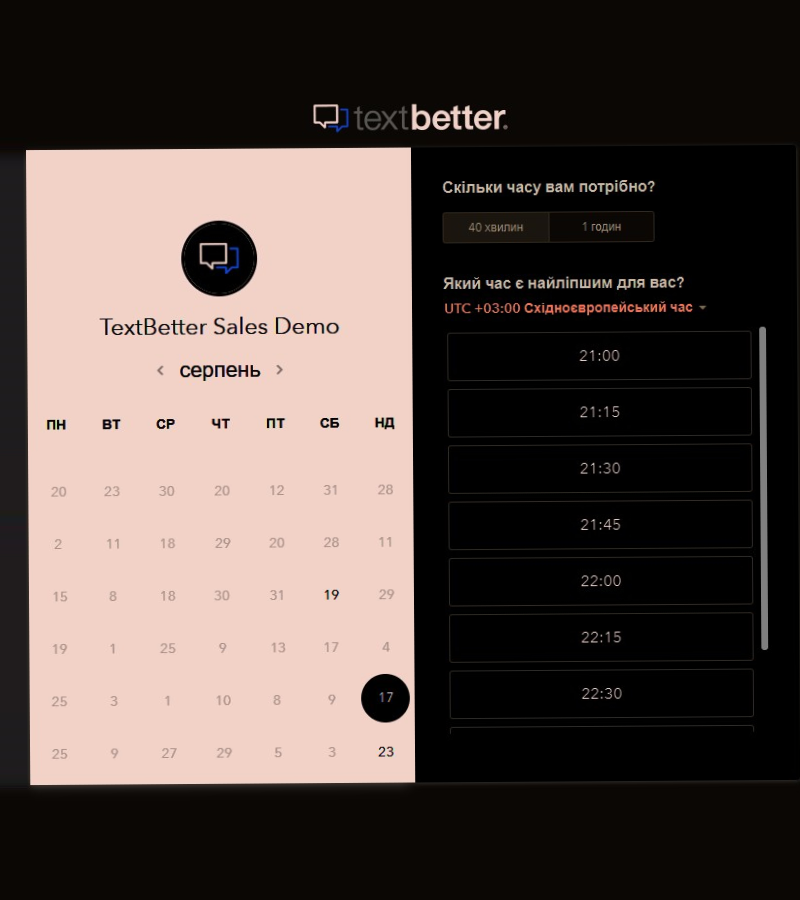 textbetter.
TextBetter Sales Demo
серпень
ПН ВТ СР ЧТ ПТ СБ НД
20 23 30 20 12 31 28
2 11 18 29 20 28 11
15 8 18 30 31 19 29
19 1 25 9 13 17 4
25 3 1 10 8 9 17
25 9 27 29 5 3 23
Скільки часу вам потрібно?
40 хвилин 1 годин
Який час є найліпшим для вас?
UTC +03:00 Східноєвропейський час
21:00
21:15
21:30
21:45
22:00
22:15
22:30